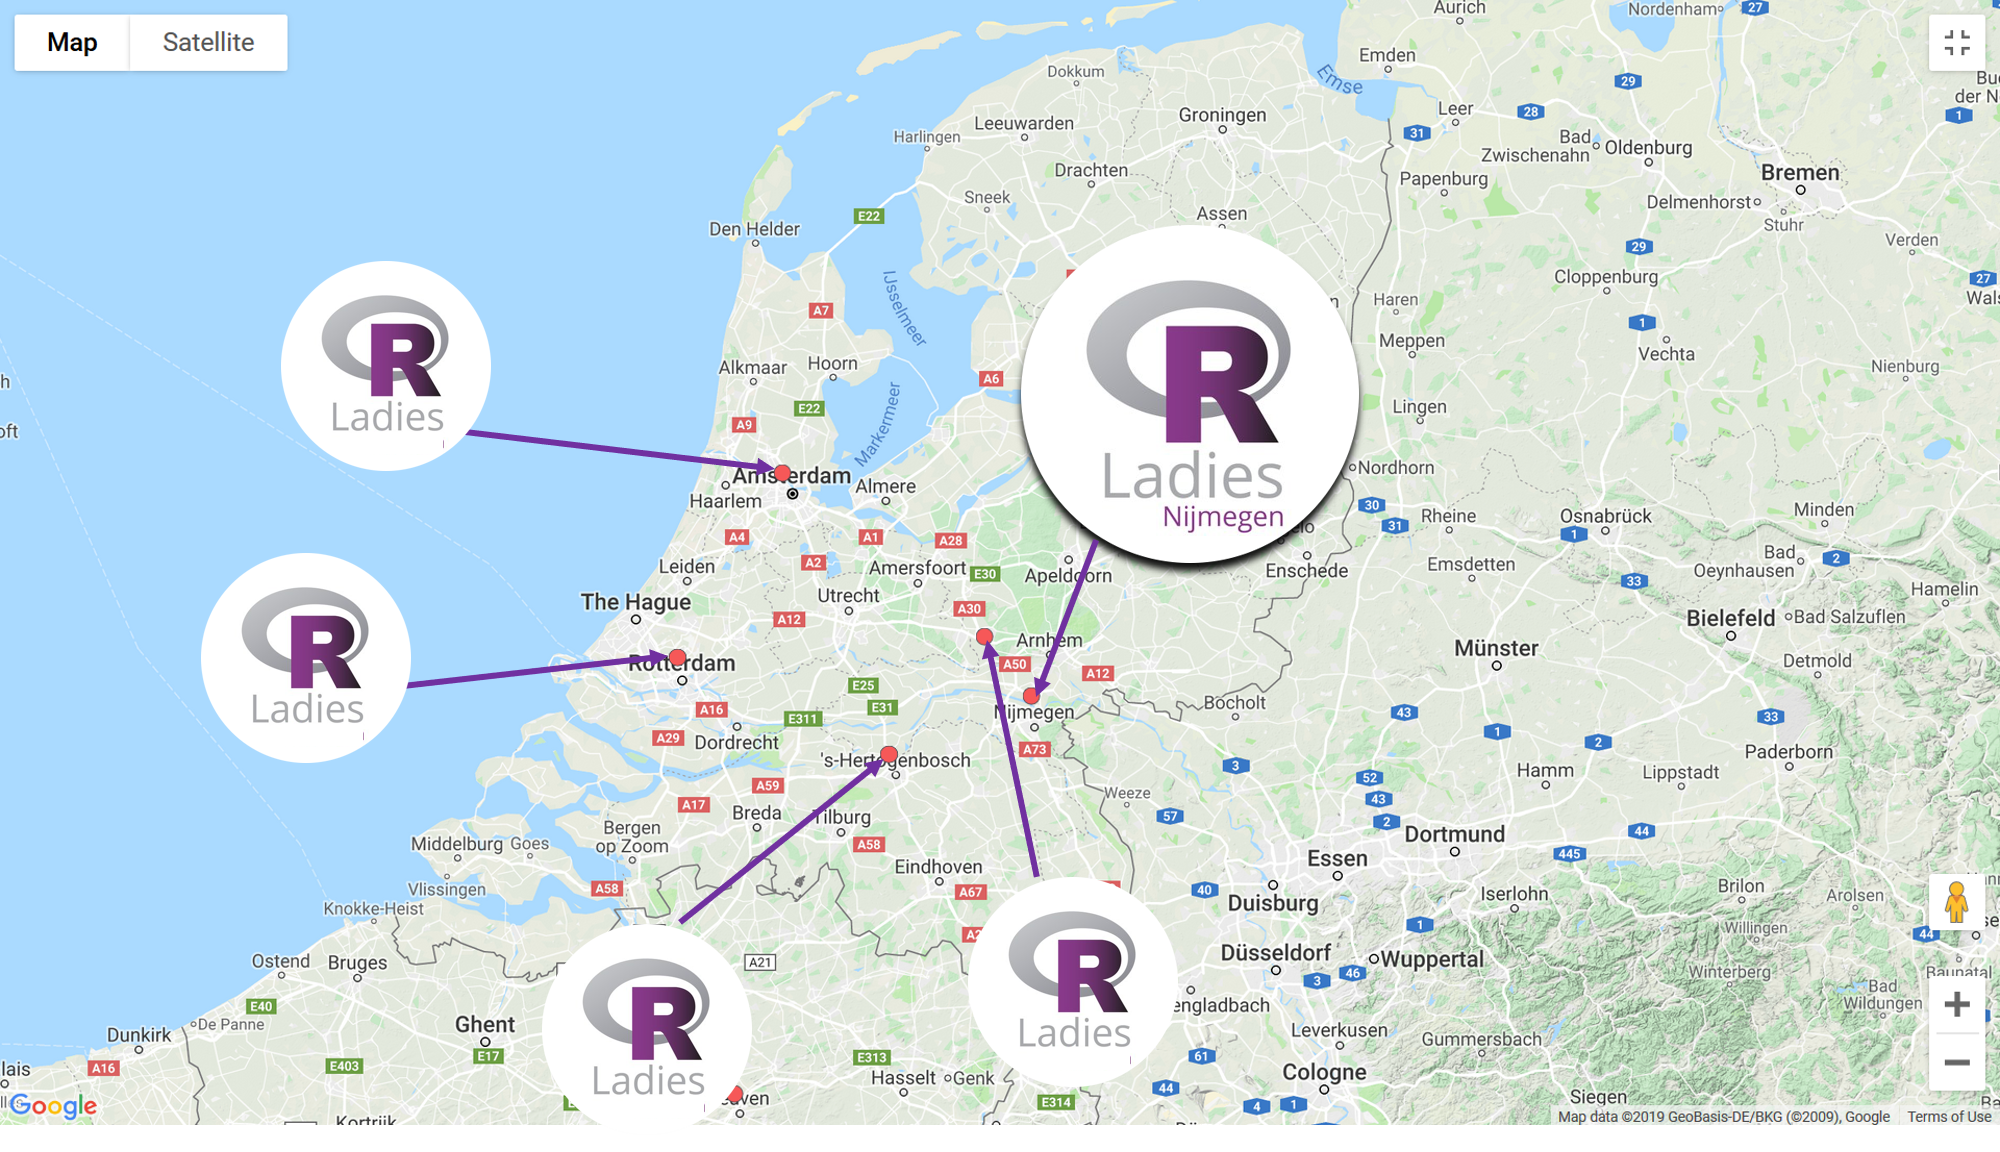 Map
Satellite
Aurich
Nordenham
27
Emden
Emse
Dokkum
29
Leer
28
31
Bad
Zwischenahn
Oldenburg
1
Groningen
Leeuwarden
Harlingen
Drachten
Papenburg
Bremen
Sneek
Assen
Delmenhorst
Stuhr
E22
Den Helder
29
Verden
Cloppenburg
27
IJsselmeer
Haren
A7
1
Meppen
Vechta
Alkmaar
Hoorn
Nienburg
A6
E22
Lingen
A9
Markermeer
R
Ladies
R
Ladies
Nijmegen
Amsterdam
Nordhorn
Haarlem
Almere
30
31
Rheine
Osnabrück
Minden
1
A4
A1
A28
A2
Leiden
Amersfoort
E30
Apeldoorn
Enschede
Emsdetten
Bad
Oeynhausen
2
33
Hamelin
The Hague
Utrecht
A30
A12
Bielefeld
Bad Salzuflen
Arnhem
Münster
R
Ladies
Rotterdam
A50
A12
Detmold
E25
E31
A16
E311
Nijmegen
Bocholt
43
33
1
2
A29
Dordrecht
A73
Paderborn
's-Hertogenbosch
3
Hamm
Lippstadt
52
A59
A17
Weeze
43
Breda
Tilburg
57
2
Dortmund
44
Bergen
op Zoom
Middelburg
Goes
A58
Essen
445
Eindhoven
Vlissingen
A58
A67
40
Duisburg
Iserlohn
Brilon
Arolsen
Knokke-Heist
1
Willingen
44
Düsseldorf
Wuppertal
Ostend
Bruges
A21
3
46
Winterberg
Baunatal
E40
R
Ladies
R
Ladies
engladbach
Bad
Wildungen
De Panne
Dunkirk
Ghent
E17
Leverkusen
Gummersbach
A16
E403
E313
61
Hasselt
Genk
Cologne
44
E314
4
1
Siegen
Kortrijk
Google
Map data ©2019 GeoBasis-DE/BKG (©2009), Google
Terms of Use